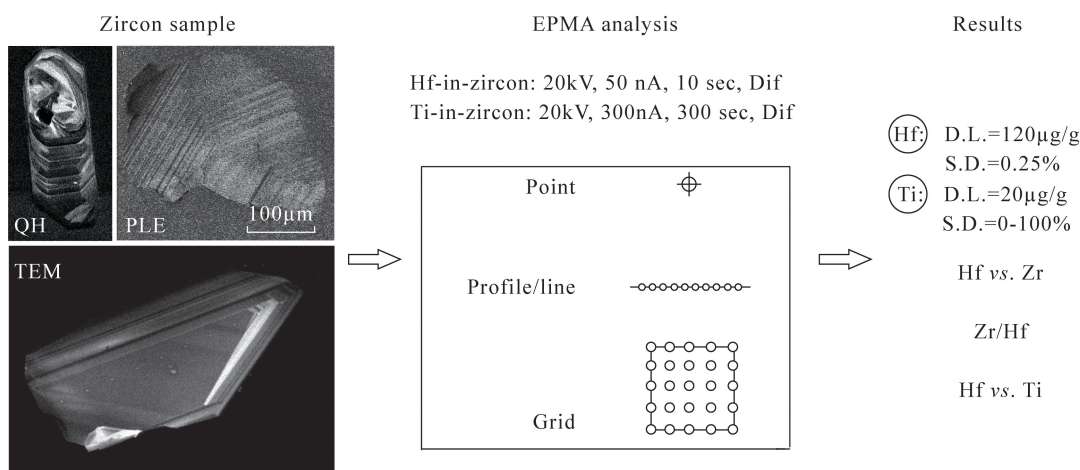 Zircon sample
QH
PLE
100μm
TEM
EPMA analysis
Hf-in-zircon: 20kV, 50 nA, 10 sec, Dif
Ti-in-zircon: 20kV, 300nA, 300 sec, Dif
Point
Profile/line
Grid
Results
Hf: D.L.=120μg/g
S.D.=0.25%
Ti: D.L.=20μg/g
S.D.=0-100%
Hf vs. Zr
Zr/Hf
Hf vs. Ti